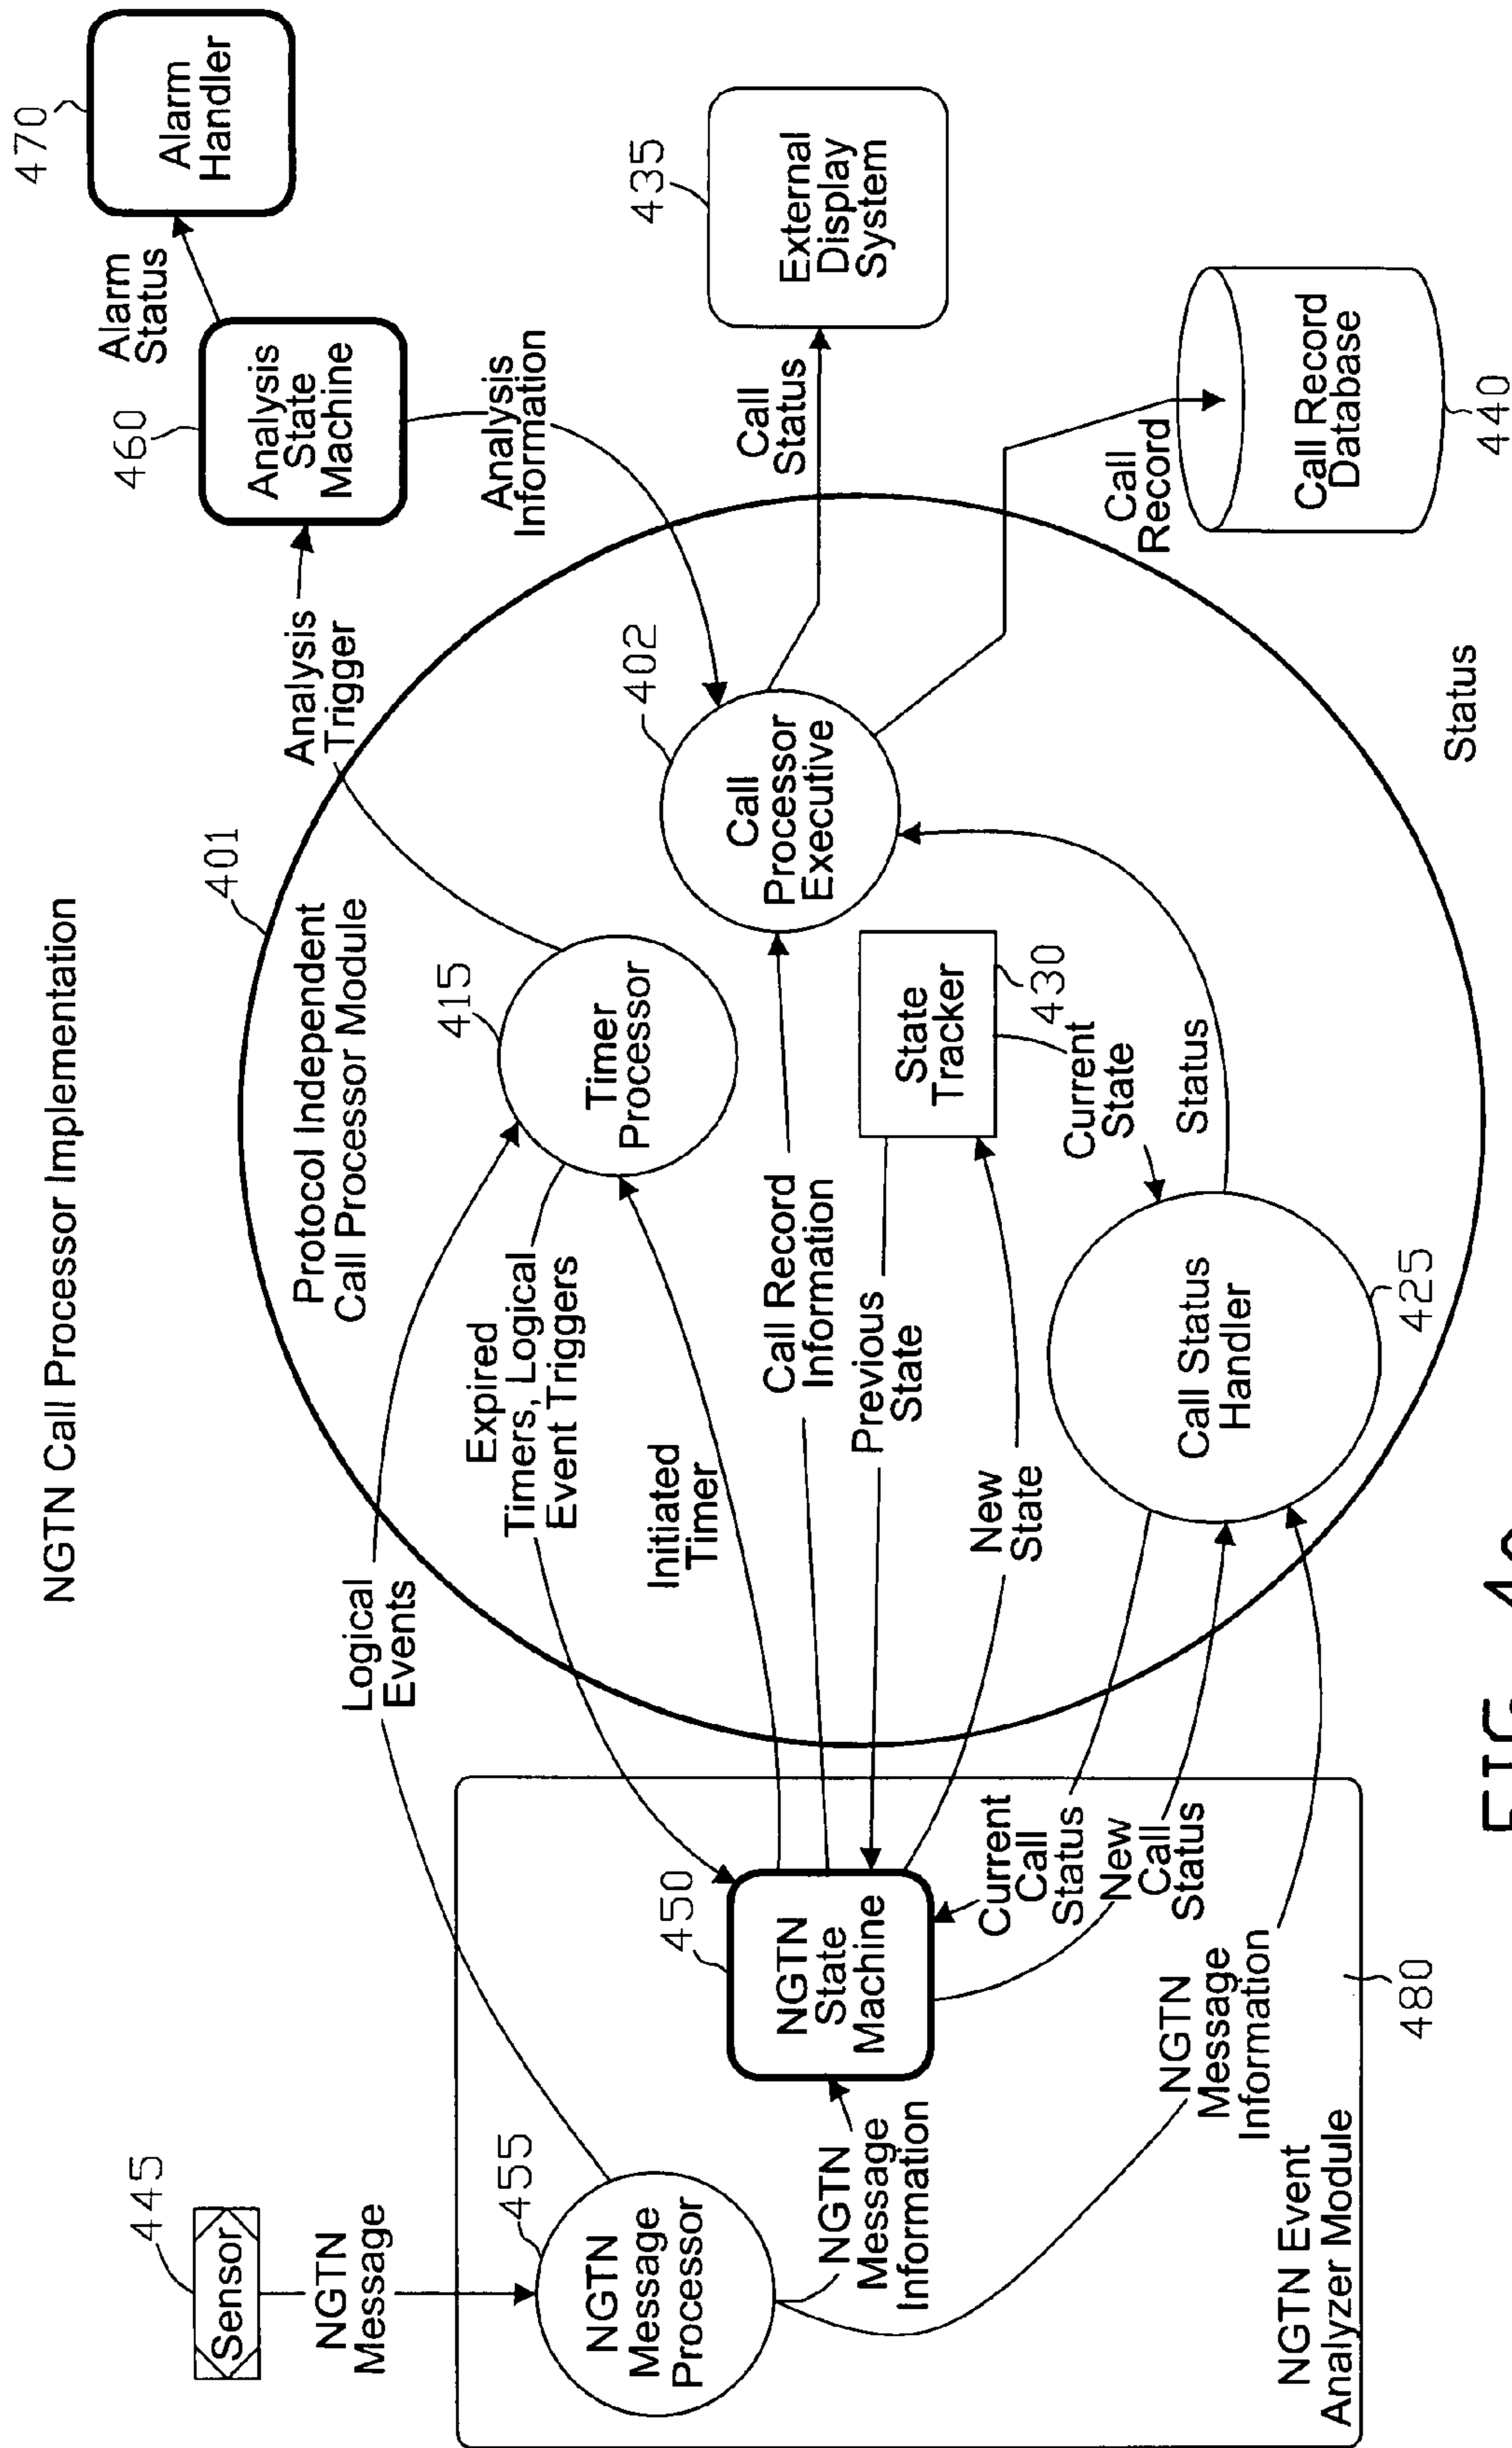 NGTN Call Processor Implementation
445
Sensor
NGTN
Message
455
NGTN
Message
Processor
NGTN
Message
Information
NGTN Event
Analyzer Module
480
NGTN
Message
Information
450
NGTN
State
Machine
Current
Call
Status
New
Call
Status
Logical
Events
Expired
Timers, Logical
Event Triggers
Initiated
Timer
Call Record
Information
Previous
State
New
State
401
Protocol Independent
Call Processor Module
415
Timer
Processor
State
Tracker
430
Current
State
Call Status
Handler
425
Status
402
Call
Processor
Executive
Analysis
Trigger
460
Analysis
State
Machine
Analysis
Information
Alarm
Status
470
Alarm
Handler
Call
Status
435
External
Display
System
Call
Record
Call Record
Database
440
Status
FIG.